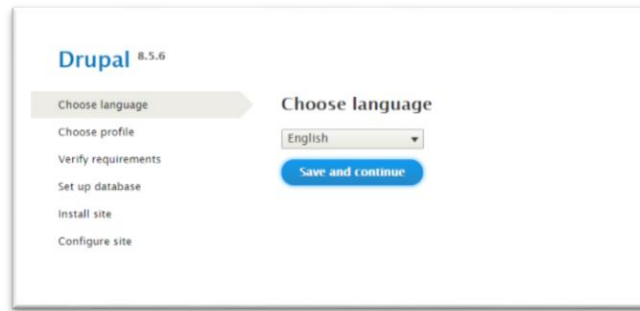 Drupal 8.5.6
Choose language
Choose profile
Verify requirements
Set up database
Install site
Configure site
Choose language
English
Save and continue